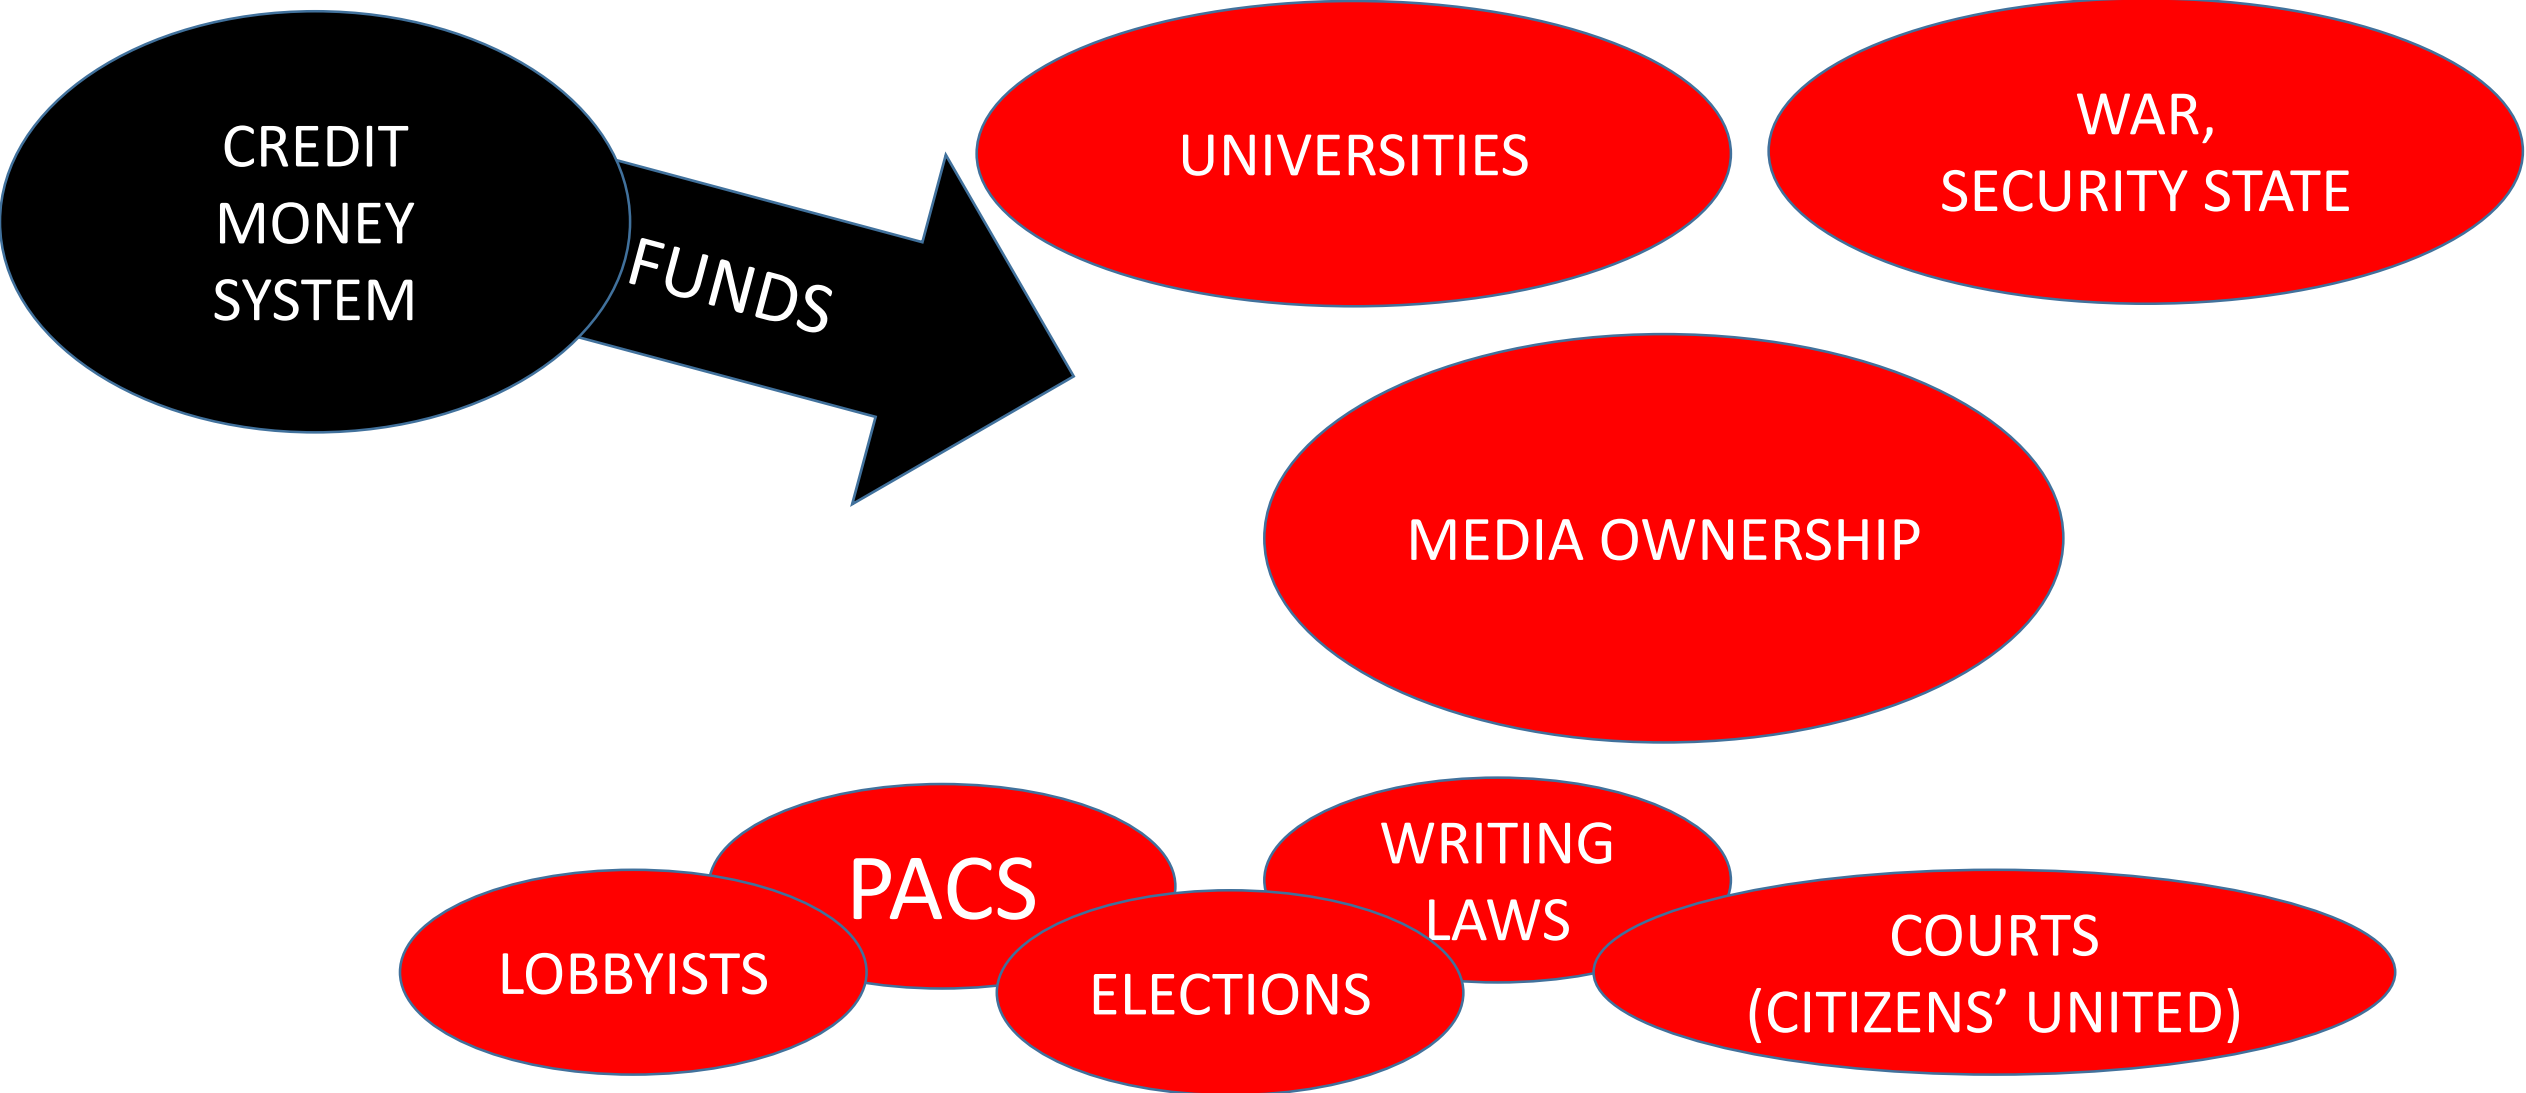 CREDIT
MONEY
SYSTEM
FUNDS
UNIVERSITIES
WAR,
SECURITY STATE
MEDIA OWNERSHIP
LOBBYISTS
PACS
ELECTIONS
WRITING
LAWS
COURTS
(CITIZENS’ UNITED)